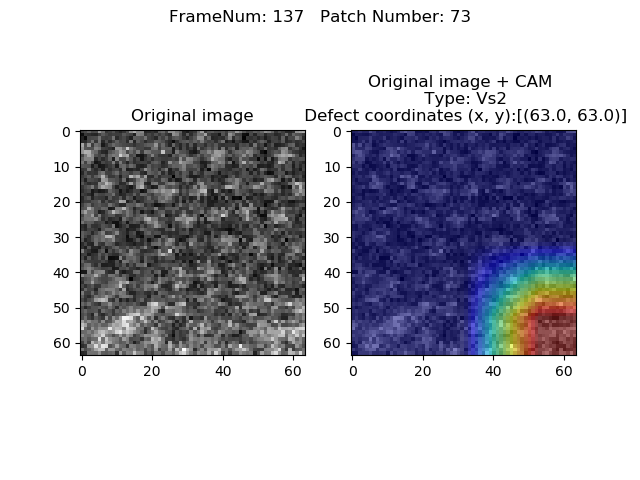 FrameNum: 137   Patch Number: 73
Original image
Original image + CAM
Type: Vs2
Defect coordinates (x, y):[(63.0, 63.0)]
0
10
20
30
40
50
60
0 20 40 60
0
10
20
30
40
50
60
0 20 40 60